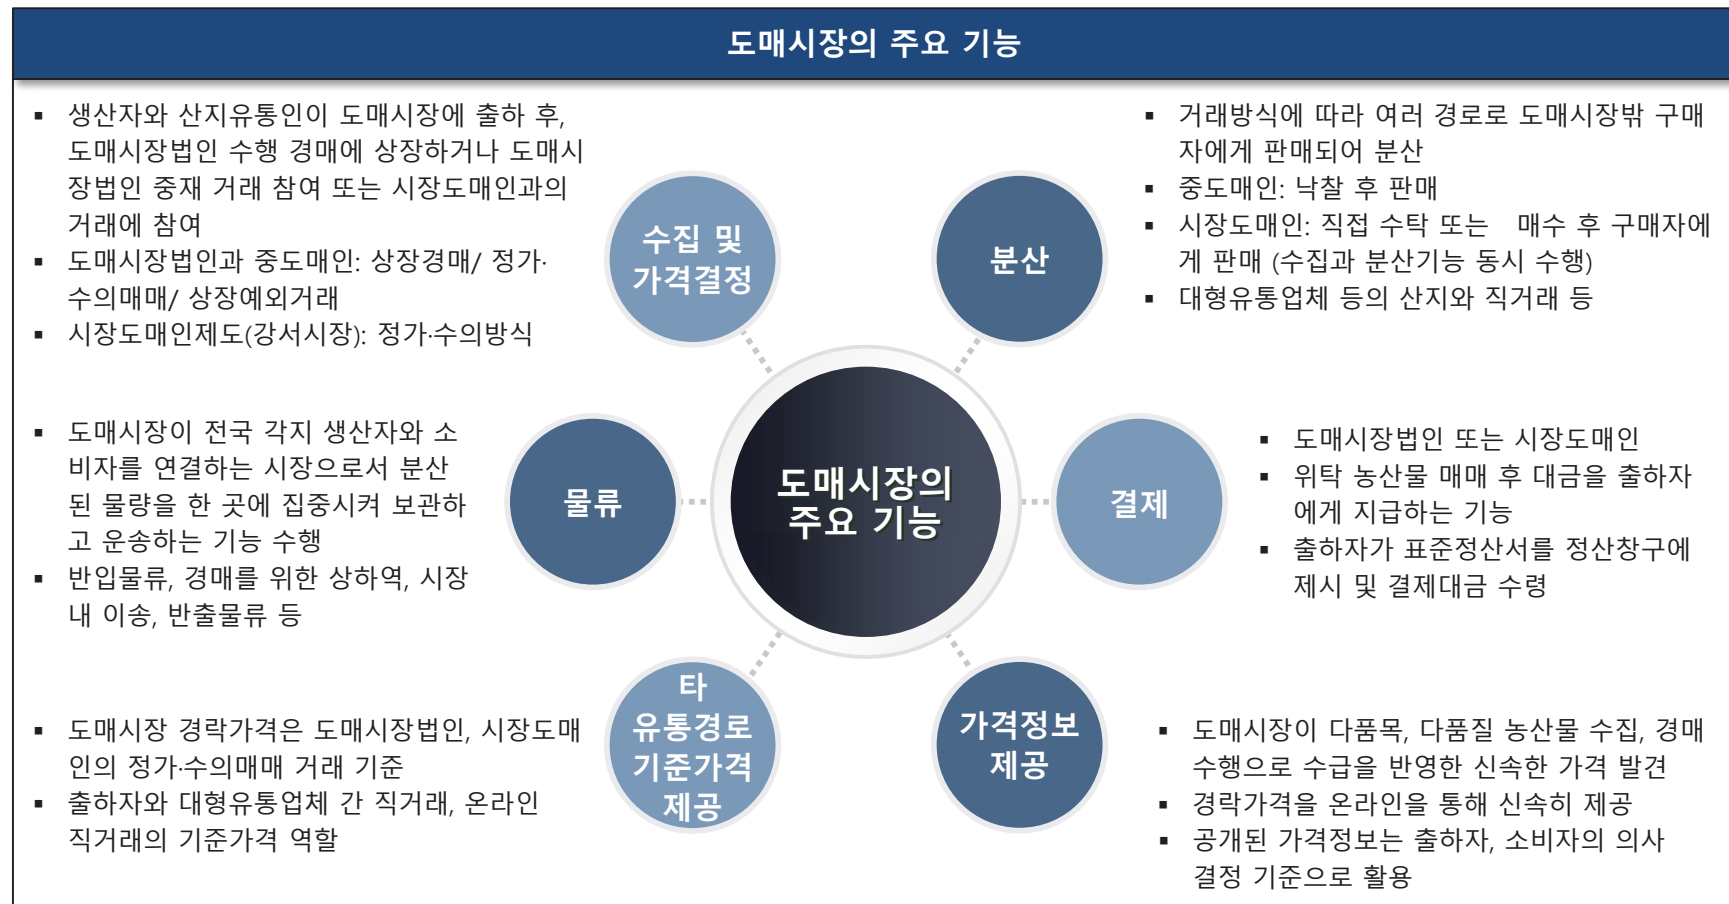 도매시장의 주요 기능
▪ 생산자와 산지유통인이 도매시장에 출하 후,
도매시장법인 수행 경매에 상장하거나 도매시
장법인 중재 거래 참여 또는 시장도매인과의
거래에 참여
▪ 도매시장법인과 중도매인: 상장경매/ 정가·
수의매매/ 상장예외거래
▪ 시장도매인제도(강서시장): 정가·수의방식
수집 및
가격결정
분산
▪ 거래방식에 따라 여러 경로로 도매시장밖 구매
자에게 판매되어 분산
▪ 중도매인: 낙찰 후 판매
▪ 시장도매인: 직접 수탁 또는 매수 후 구매자에
게 판매 (수집과 분산기능 동시 수행)
▪ 대형유통업체 등의 산지와 직거래 등
▪ 도매시장이 전국 각지 생산자와 소
비자를 연결하는 시장으로서 분산
된 물량을 한 곳에 집중시켜 보관하
고 운송하는 기능 수행
▪ 반입물류, 경매를 위한 상하역, 시장
내 이송, 반출물류 등
물류
도매시장의
주요 기능
결제
▪ 도매시장법인 또는 시장도매인
▪ 위탁 농산물 매매 후 대금을 출하자
에게 지급하는 기능
▪ 출하자가 표준정산서를 정산창구에
제시 및 결제대금 수령
▪ 도매시장 경락가격은 도매시장법인, 시장도매
인의 정가·수의매매 거래 기준
▪ 출하자와 대형유통업체 간 직거래, 온라인
직거래의 기준가격 역할
타
유통경로
기준가격
제공
가격정보
제공
▪ 도매시장이 다품목, 다품질 농산물 수집, 경매
수행으로 수급을 반영한 신속한 가격 발견
▪ 경락가격을 온라인을 통해 신속히 제공
▪ 공개된 가격정보는 출하자, 소비자의 의사
결정 기준으로 활용